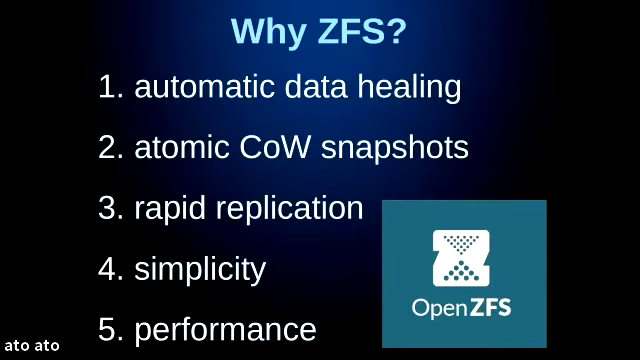 Why ZFS?
1. automatic data healing
2. atomic CoW snapshots
3. rapid replication
4. simplicity
OpenZFS
5. performance
ato ato